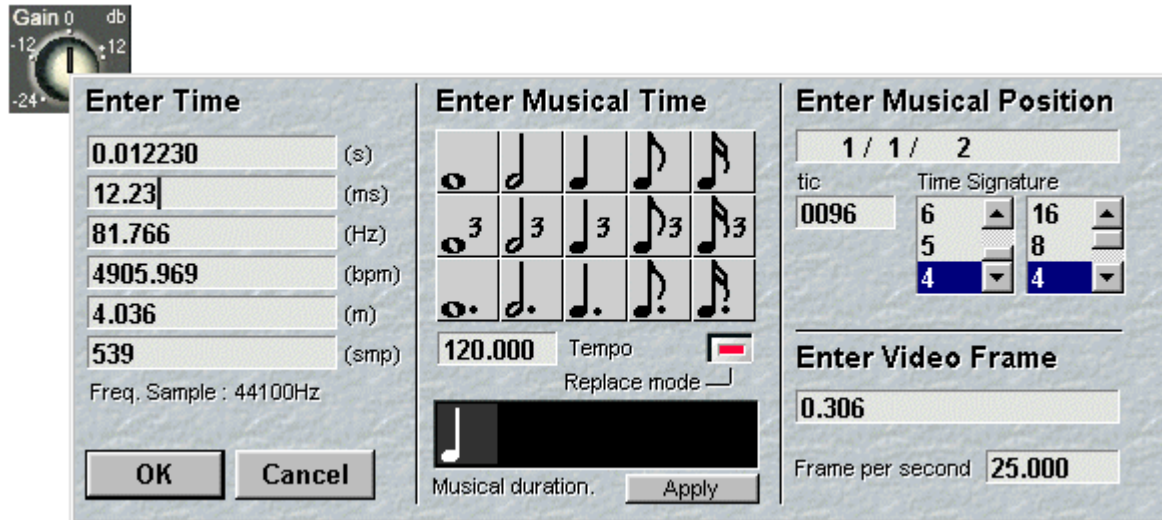 Gain 0 db
-12 +12
-24
Enter Time
0.012230 (s)
12.23 (ms)
81.766 (Hz)
4905.969 (bpm)
4.036 (m)
539 (smp)
Freq. Sample : 44100Hz
OK Cancel
Enter Musical Time
3 3 3 3 3
120.000 Tempo
Replace mode
Musical duration. Apply
Enter Musical Position
1 / 1 / 2
tic Time Signature
0096 6 16
5 8
4 4
Enter Video Frame
0.306
Frame per second 25.000